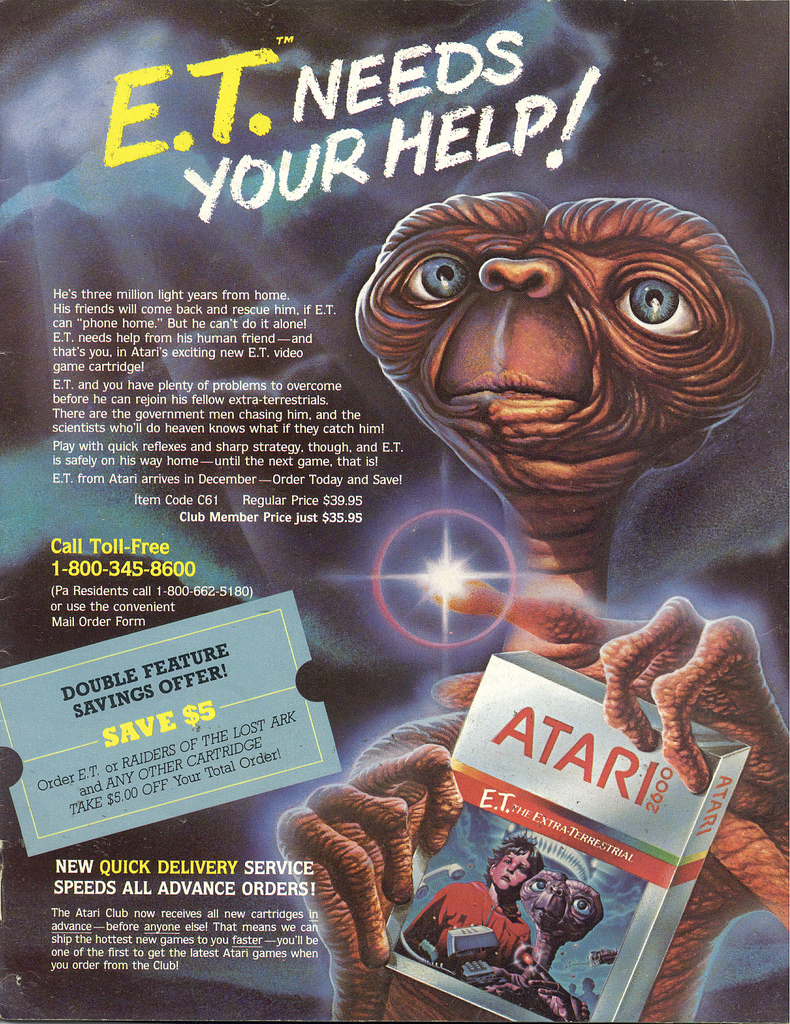 E.T.™ NEEDS
YOUR HELP!
He's three million light years from home.
His friends will come back and rescue him, if E.T.
can "phone home." But he can't do it alone!
E.T. needs help from his human friend—and
that's you, in Atari's exciting new E.T. video
game cartridge!
E.T. and you have plenty of problems to overcome
before he can rejoin his fellow extra-terrestrials.
There are the government men chasing him, and the
scientists who'll do heaven knows what if they catch him!
Play with quick reflexes and sharp strategy, though, and E.T.
is safely on his way home—until the next game, that is!
E.T. from Atari arrives in December—Order Today and Save!
Item Code C61 Regular Price $39.95
Club Member Price just $35.95
Call Toll-Free
1-800-345-8600
(Pa Residents call 1-800-662-5180)
or use the convenient
Mail Order Form
DOUBLE FEATURE
SAVINGS OFFER!
SAVE $5
Order E.T. or RAIDERS OF THE LOST ARK
and ANY OTHER CARTRIDGE
TAKE $5.00 OFF Your Total Order!
NEW QUICK DELIVERY SERVICE
SPEEDS ALL ADVANCE ORDERS!
The Atari Club now receives all new cartridges in
advance—before anyone else! That means we can
ship the hottest new games to you faster—you'll be
one of the first to get the latest Atari games when
you order from the Club!
ATARI
2600
ATARI
E.T. THE EXTRA-TERRESTRIAL